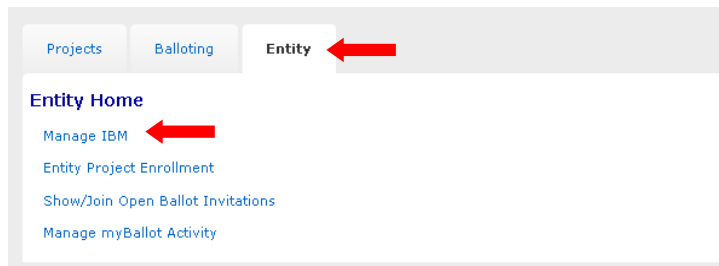 Projects Balloting Entity
Entity Home
Manage IBM
Entity Project Enrollment
Show/Join Open Ballot Invitations
Manage myBallot Activity